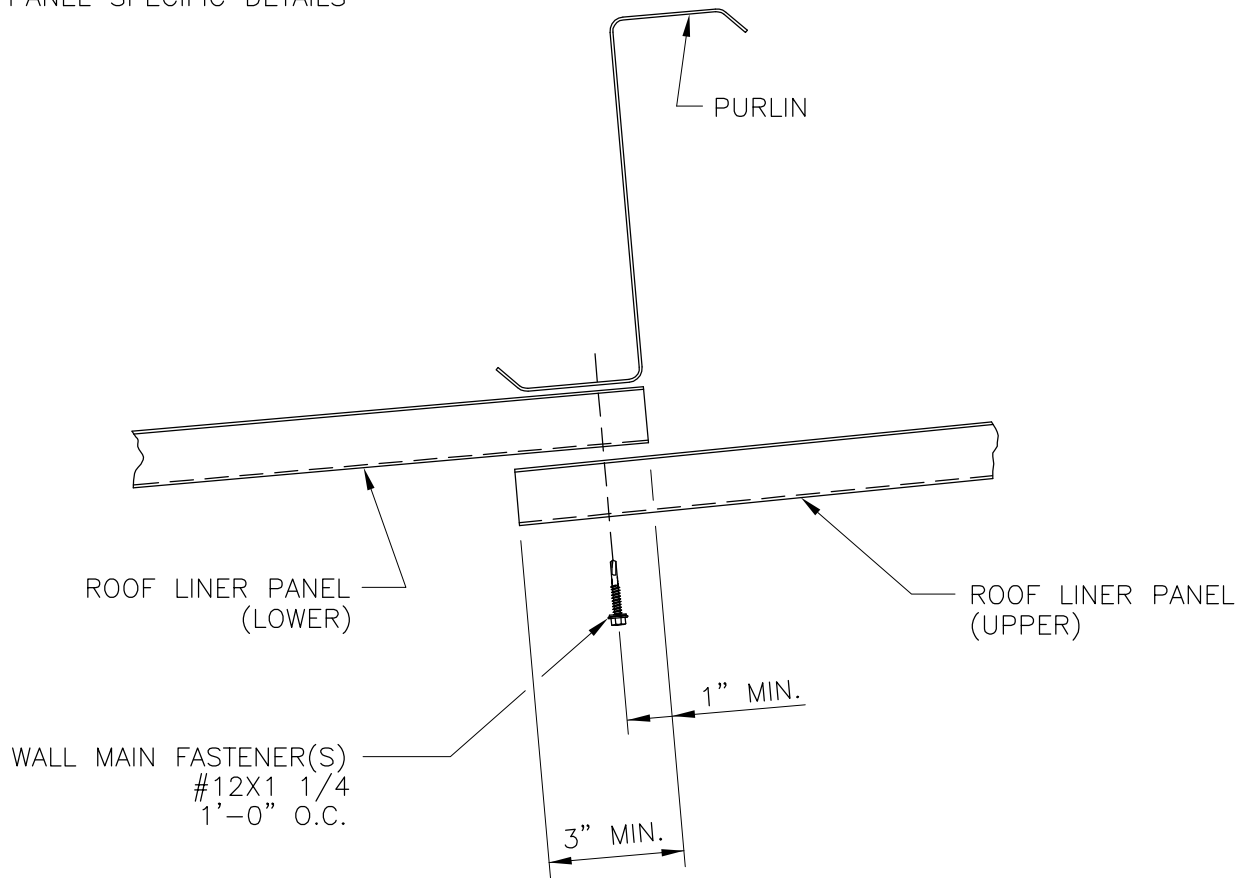 PANEL SPECIFIC DETAILS
PURLIN
ROOF LINER PANEL
(LOWER)
ROOF LINER PANEL
(UPPER)
1” MIN.
WALL MAIN FASTENER(S)
#12X1 1/4
1’-0” O.C.
3” MIN.